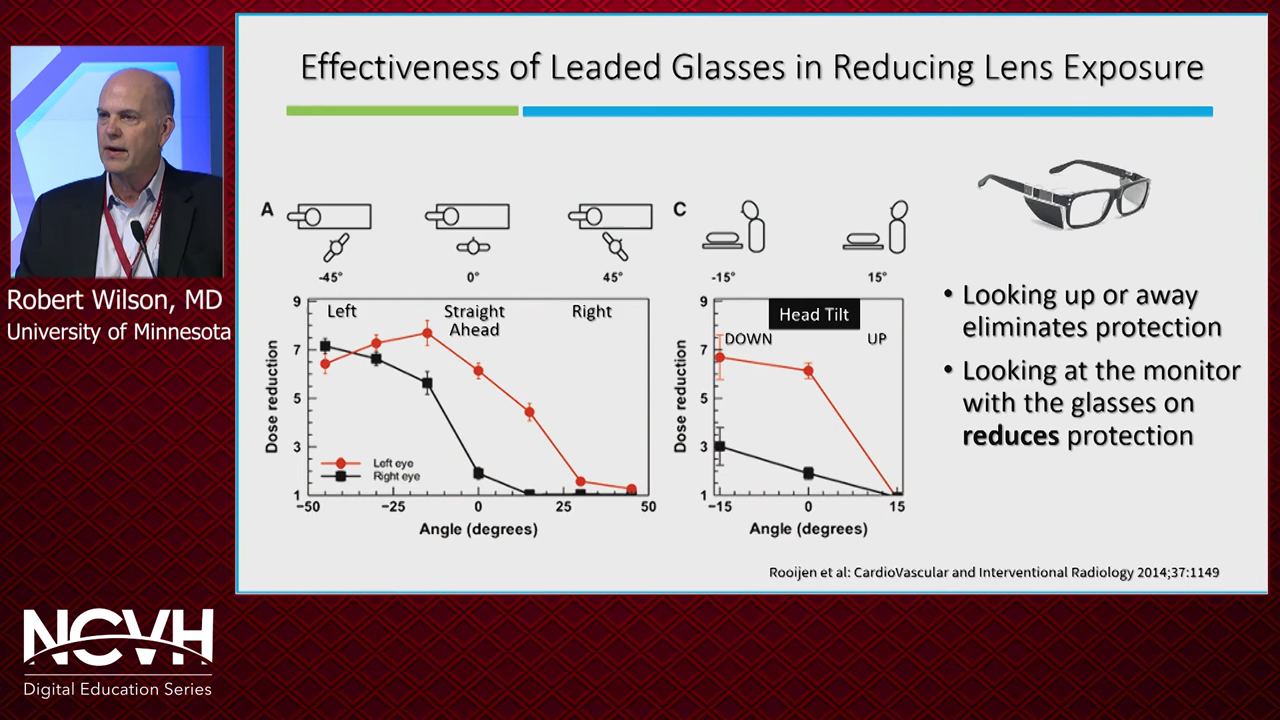 Effectiveness of Leaded Glasses in Reducing Lens Exposure
Robert Wilson, MD
University of Minnesota
A
-45°
0°
45°
Left
Straight
Ahead
Right
9
7
5
3
1
Dose reduction
Left eye
Right eye
−50
−25
0
25
50
Angle (degrees)
C
-15°
15°
Head Tilt
DOWN
UP
9
7
5
3
1
Dose reduction
−15
0
15
Angle (degrees)
• Looking up or away
eliminates protection
• Looking at the monitor
with the glasses on
reduces protection
Rooijen et al: CardioVascular and Interventional Radiology 2014;37:1149
NCVH
Digital Education Series